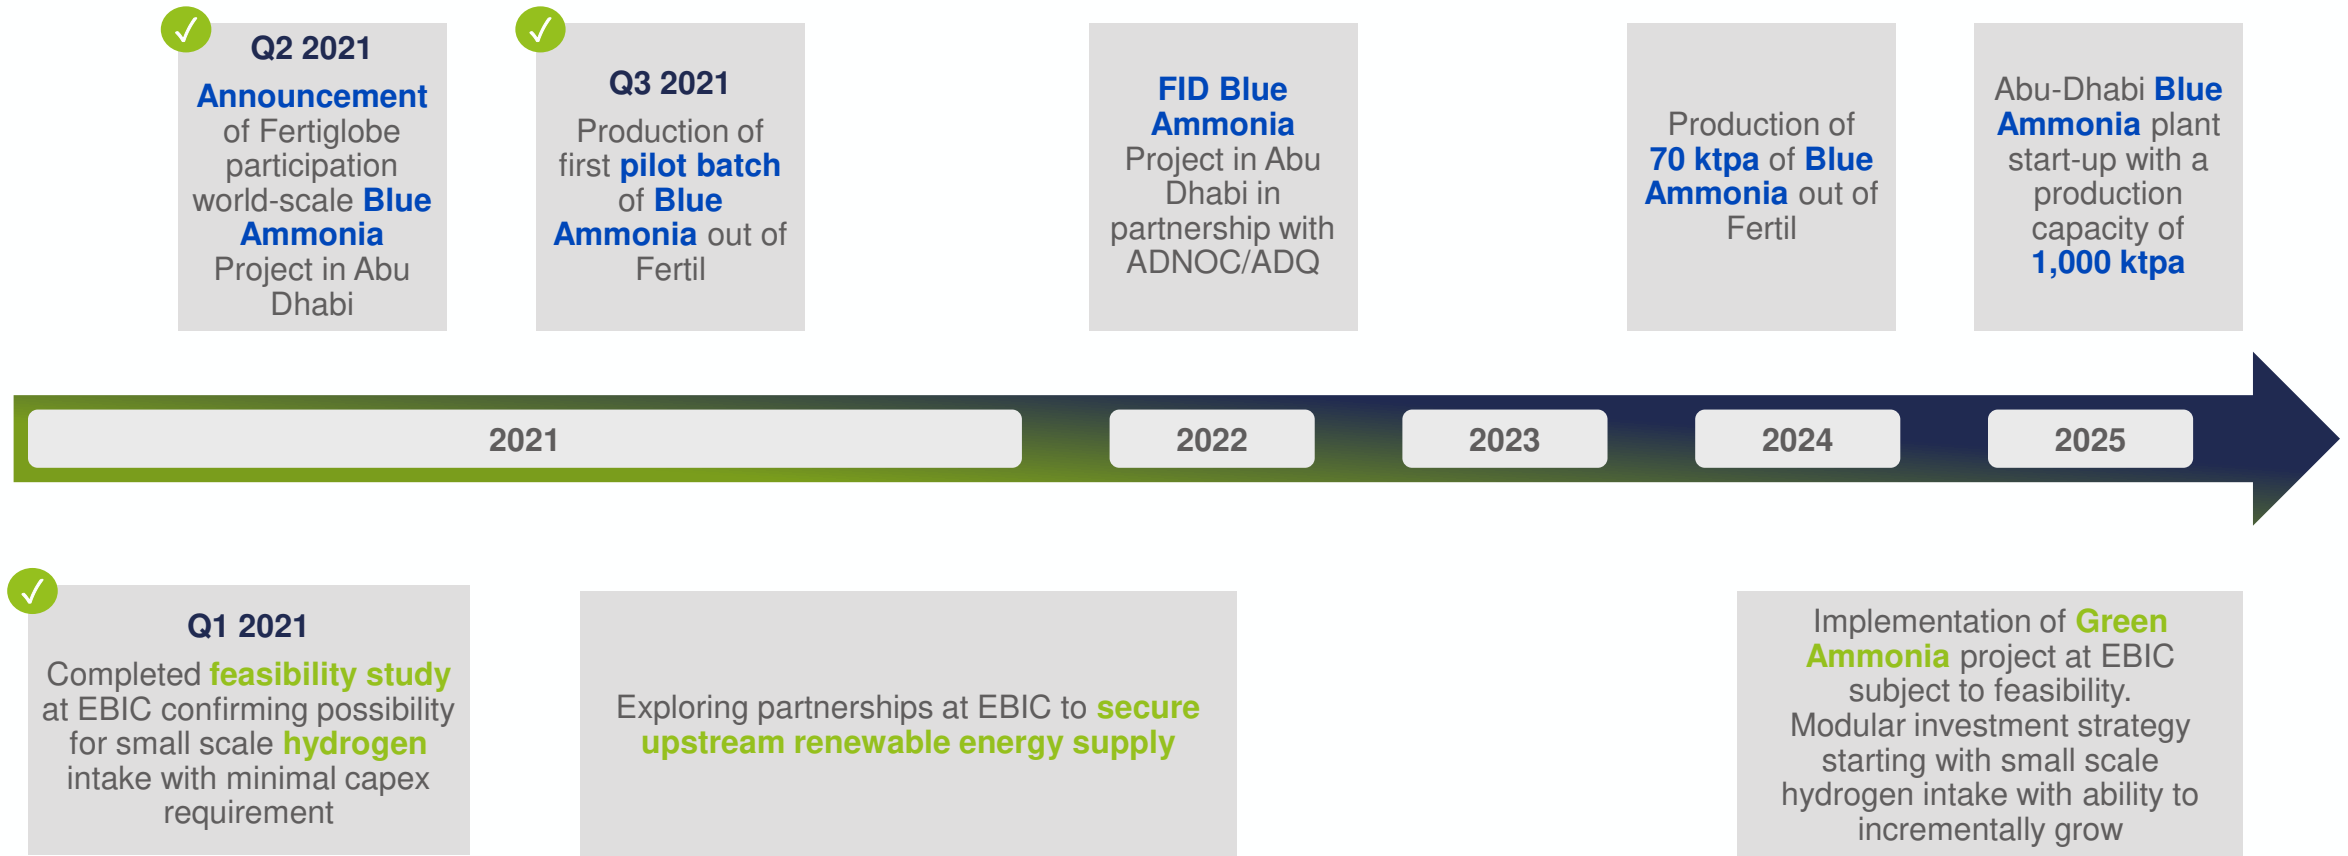 Q2 2021
Announcement
of Fertiglobe
participation
world-scale Blue
Ammonia
Project in Abu
Dhabi
Q3 2021
Production of
first pilot batch
of Blue
Ammonia out of
Fertil
FID Blue
Ammonia
Project in Abu
Dhabi in
partnership with
ADNOC/ADQ
Production of
70 ktpa of Blue
Ammonia out of
Fertil
Abu-Dhabi Blue
Ammonia plant
start-up with a
production
capacity of
1,000 ktpa
2021
2022
2023
2024
2025
Q1 2021
Completed feasibility study
at EBIC confirming possibility
for small scale hydrogen
intake with minimal capex
requirement
Exploring partnerships at EBIC to secure
upstream renewable energy supply
Implementation of Green
Ammonia project at EBIC
subject to feasibility.
Modular investment strategy
starting with small scale
hydrogen intake with ability to
incrementally grow